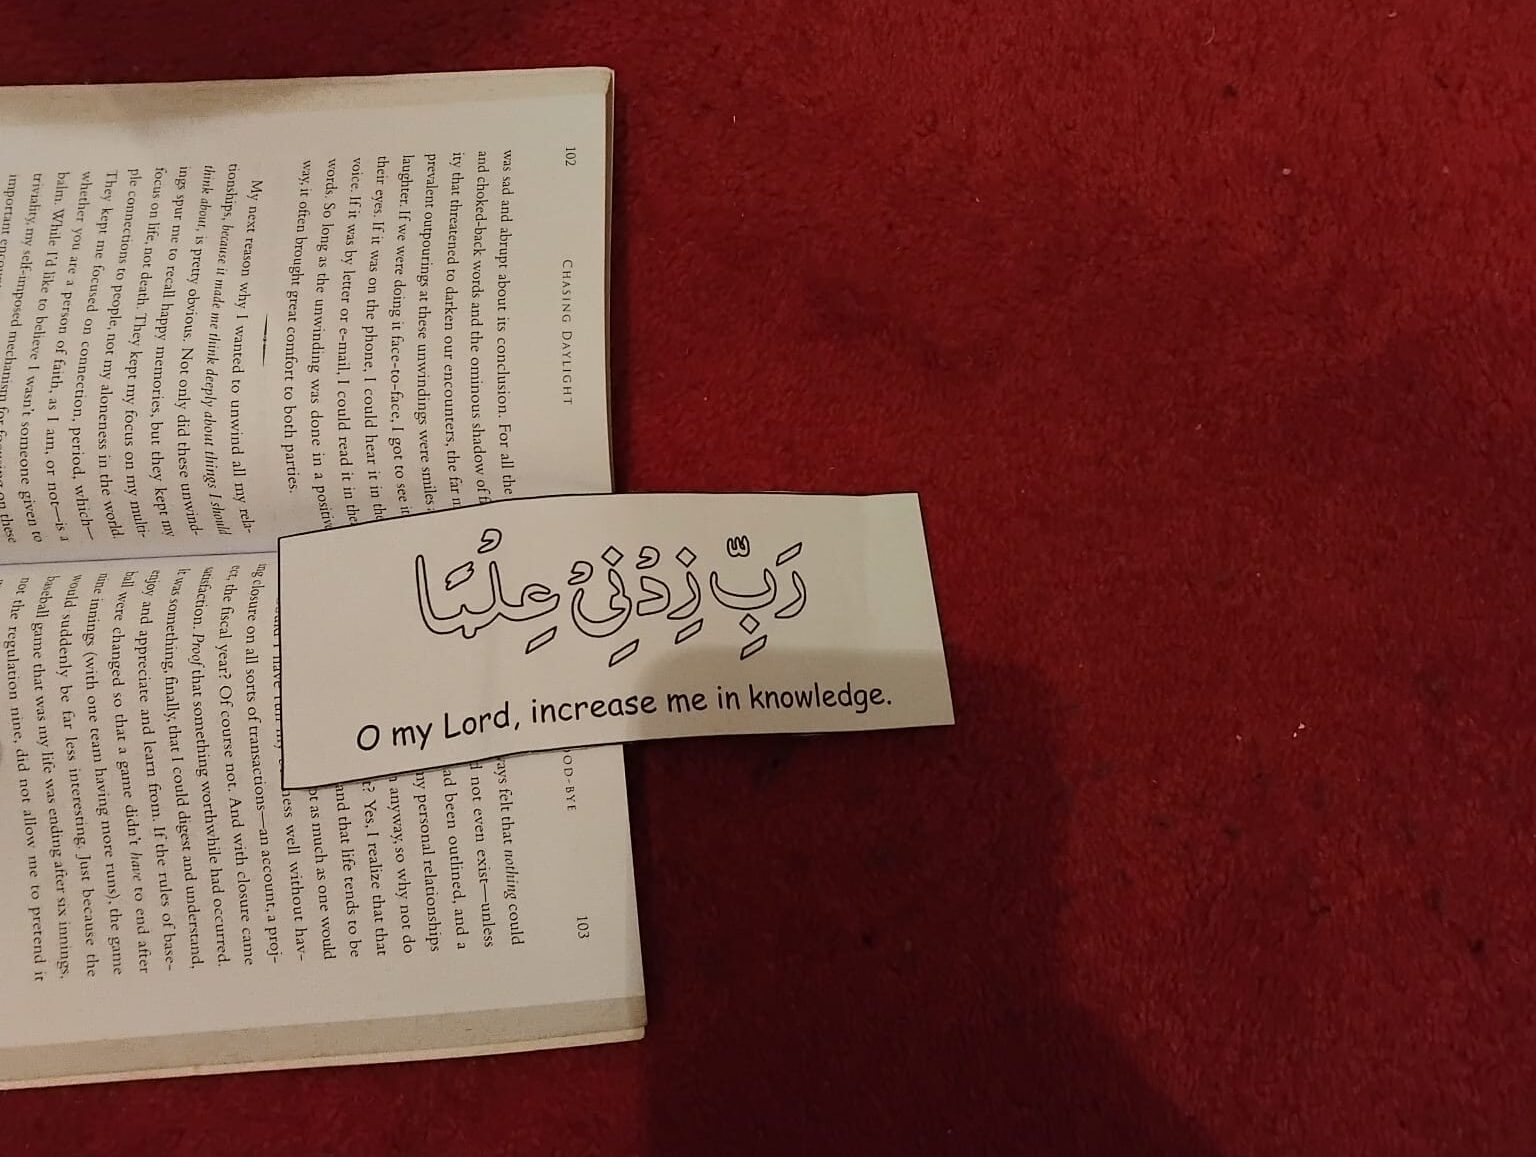 رَبِّ زِدْنِىْ عِلْمًا
O my Lord, increase me in knowledge.
102
CHASING DAYLIGHT
was sad and abrupt about its conclusion. For all the
and choked-back words and the ominous shadow of
ity that threatened to darken our encounters, the far
prevalent outpourings at these unwindings were smiles
laughter. If we were doing it face-to-face, I got to see it
their eyes. If it was on the phone, I could hear it in the
voice. If it was by letter or e-mail, I could read it in the
words. So long as the unwinding was done in a positive
way, it often brought great comfort to both parties.
My next reason why I wanted to unwind all my rela-
tionships, because it made me think deeply about things I should
think about, is pretty obvious. Not only did these unwind-
ings spur me to recall happy memories, but they kept my
focus on life, not death. They kept my focus on my multi-
ple connections to people, not my aloneness in the world.
They kept me focused on connection, period, which—
whether you are a person of faith, as I am, or not—is a
balm. While I'd like to believe I wasn't someone given to
triviality, my self-imposed mechanism for focusing on these
important
OOD-BYE
103
ays felt that nothing could
not even exist—unless
ad been outlined, and a
my personal relationships
anyway, so why not do
t? Yes, I realize that that
and that life tends to be
as much as one would
ness well without hav-
ing closure on all sorts of transactions—an account, a proj-
ect, the fiscal year? Of course not. And with closure came
satisfaction. Proof that something worthwhile had occurred.
It was something, finally, that I could digest and understand,
enjoy and appreciate and learn from. If the rules of base-
ball were changed so that a game didn't have to end after
nine innings (with one team having more runs), the game
would suddenly be far less interesting. Just because the
baseball game that was my life was ending after six innings,
not the regulation nine, did not allow me to pretend it